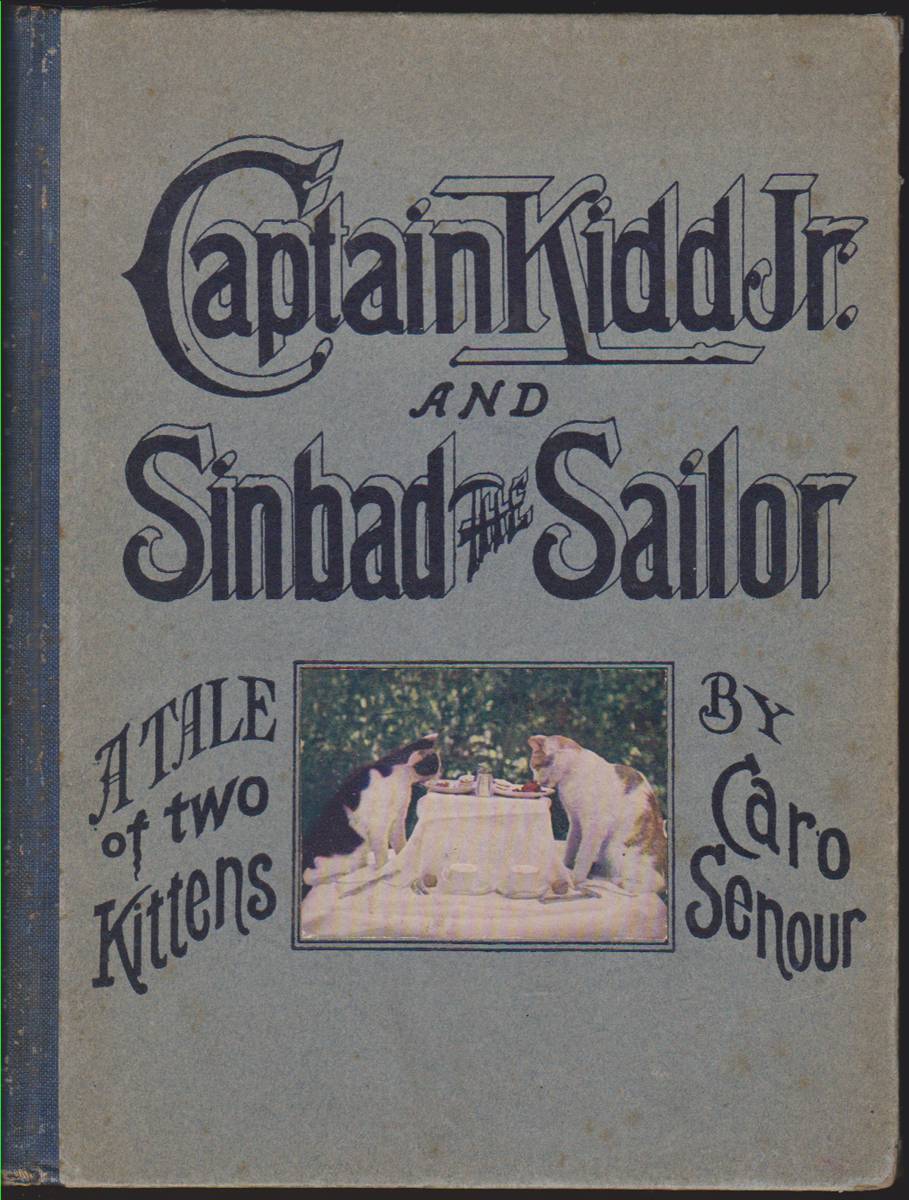 Captain Kidd Jr.
AND
Sinbad THE Sailor
A TALE
of two
Kittens
BY
Caro
Senour